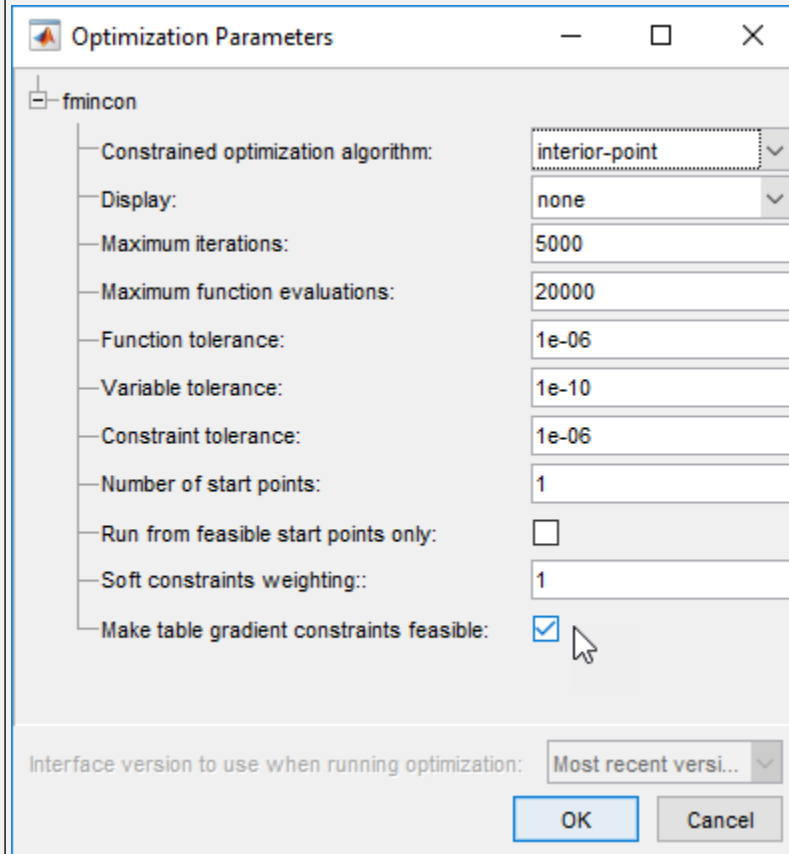 Optimization Parameters
fmincon
Constrained optimization algorithm: interior-point
Display: none
Maximum iterations: 5000
Maximum function evaluations: 20000
Function tolerance: 1e-06
Variable tolerance: 1e-10
Constraint tolerance: 1e-06
Number of start points: 1
Run from feasible start points only:
Soft constraints weighting:: 1
Make table gradient constraints feasible:
Interface version to use when running optimization: Most recent versi...
OK Cancel